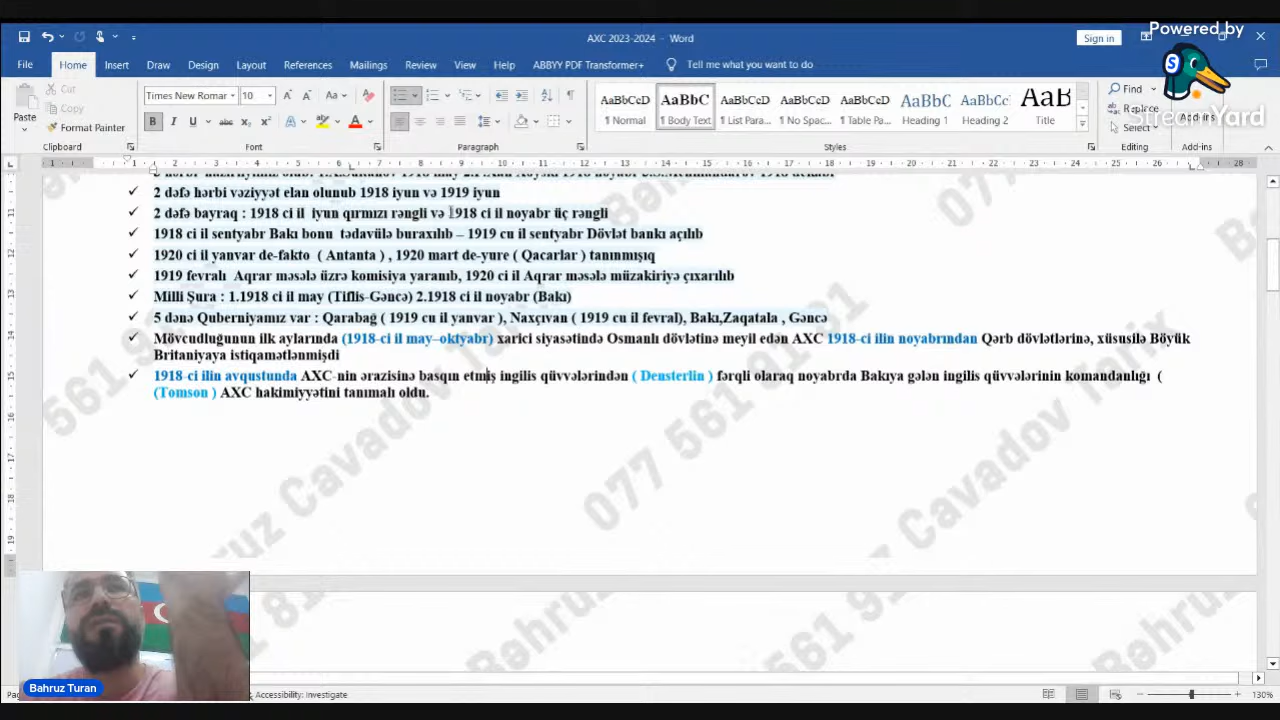 AXC 2023-2024 - Word
Sign in
Powered by
StreamYard
File Home Insert Draw Design Layout References Mailings Review View Help ABBYY PDF Transformer+ Tell me what you want to do
Paste
Cut
Copy
Format Painter
Clipboard
Times New Romar 10
Font
Paragraph
AaBbCcD AaBbC AaBbCcD AaBbCcD AaBbCcD AaBbC AaBbCc AaB
¶ Normal ¶ Body Text ¶ List Para... ¶ No Spac... ¶ Table Pa... Heading 1 Heading 2 Title
Styles
Find
Replace
Select
Editing
Add-ins
Add-ins
2 dəfə hərbi vəziyyət elan olunub 1918 iyun və 1919 iyun
2 dəfə bayraq : 1918 ci il iyun qırmızı rəngli və 1918 ci il noyabr üç rəngli
1918 ci il sentyabr Bakı bonu tədavülə buraxılıb – 1919 cu il sentyabr Dövlət bankı açılıb
1920 ci il yanvar de-fakto ( Antanta ) , 1920 mart de-yure ( Qacarlar ) tanınmışıq
1919 fevralı Aqrar məsələ üzrə komisiya yaranıb, 1920 ci il Aqrar məsələ müzakiriyə çıxarılıb
Milli Şura : 1.1918 ci il may (Tiflis-Gəncə) 2.1918 ci il noyabr (Bakı)
5 dənə Quberniyamız var : Qarabağ ( 1919 cu il yanvar ), Naxçıvan ( 1919 cu il fevral), Bakı,Zaqatala , Gəncə
Mövcudluğunun ilk aylarında (1918-ci il may–oktyabr) xarici siyasətində Osmanlı dövlətinə meyil edən AXC 1918-ci ilin noyabrından Qərb dövlətlərinə, xüsusilə Böyük
Britaniyaya istiqamətlənmişdi
1918-ci ilin avqustunda AXC-nin ərazisinə basqın etmiş ingilis qüvvələrindən ( Densterlin ) fərqli olaraq noyabrda Bakıya gələn ingilis qüvvələrinin komandanlığı (
(Tomson ) AXC hakimiyyətini tanımalı oldu.
077 561 81
Bəhruz Cavadov Tarix
Bahruz Turan
Accessibility: Investigate
130%